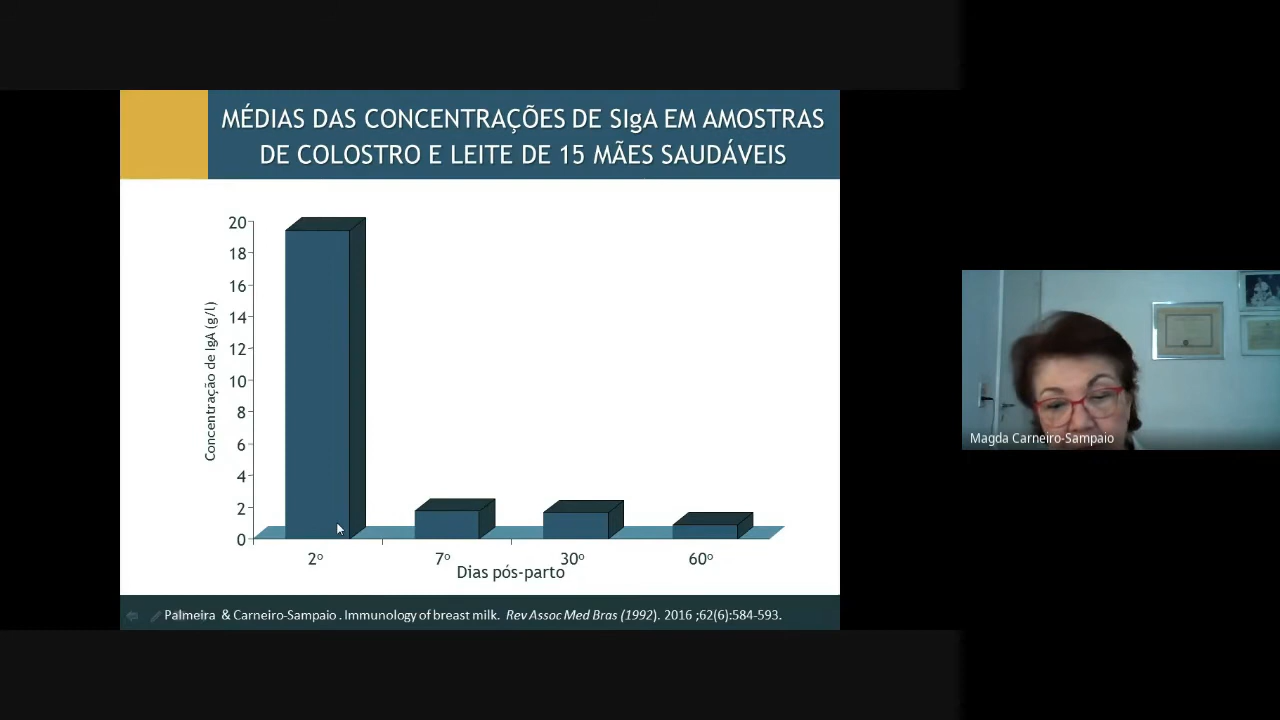 MÉDIAS DAS CONCENTRAÇÕES DE SIgA EM AMOSTRAS
DE COLOSTRO E LEITE DE 15 MÃES SAUDÁVEIS
Concentração de IgA (g/l)
20
18
16
14
12
10
8
6
4
2
0
2º
7º
30º
60º
Dias pós-parto
Palmeira & Carneiro-Sampaio . Immunology of breast milk. Rev Assoc Med Bras (1992). 2016 ;62(6):584-593.
Magda Carneiro-Sampaio